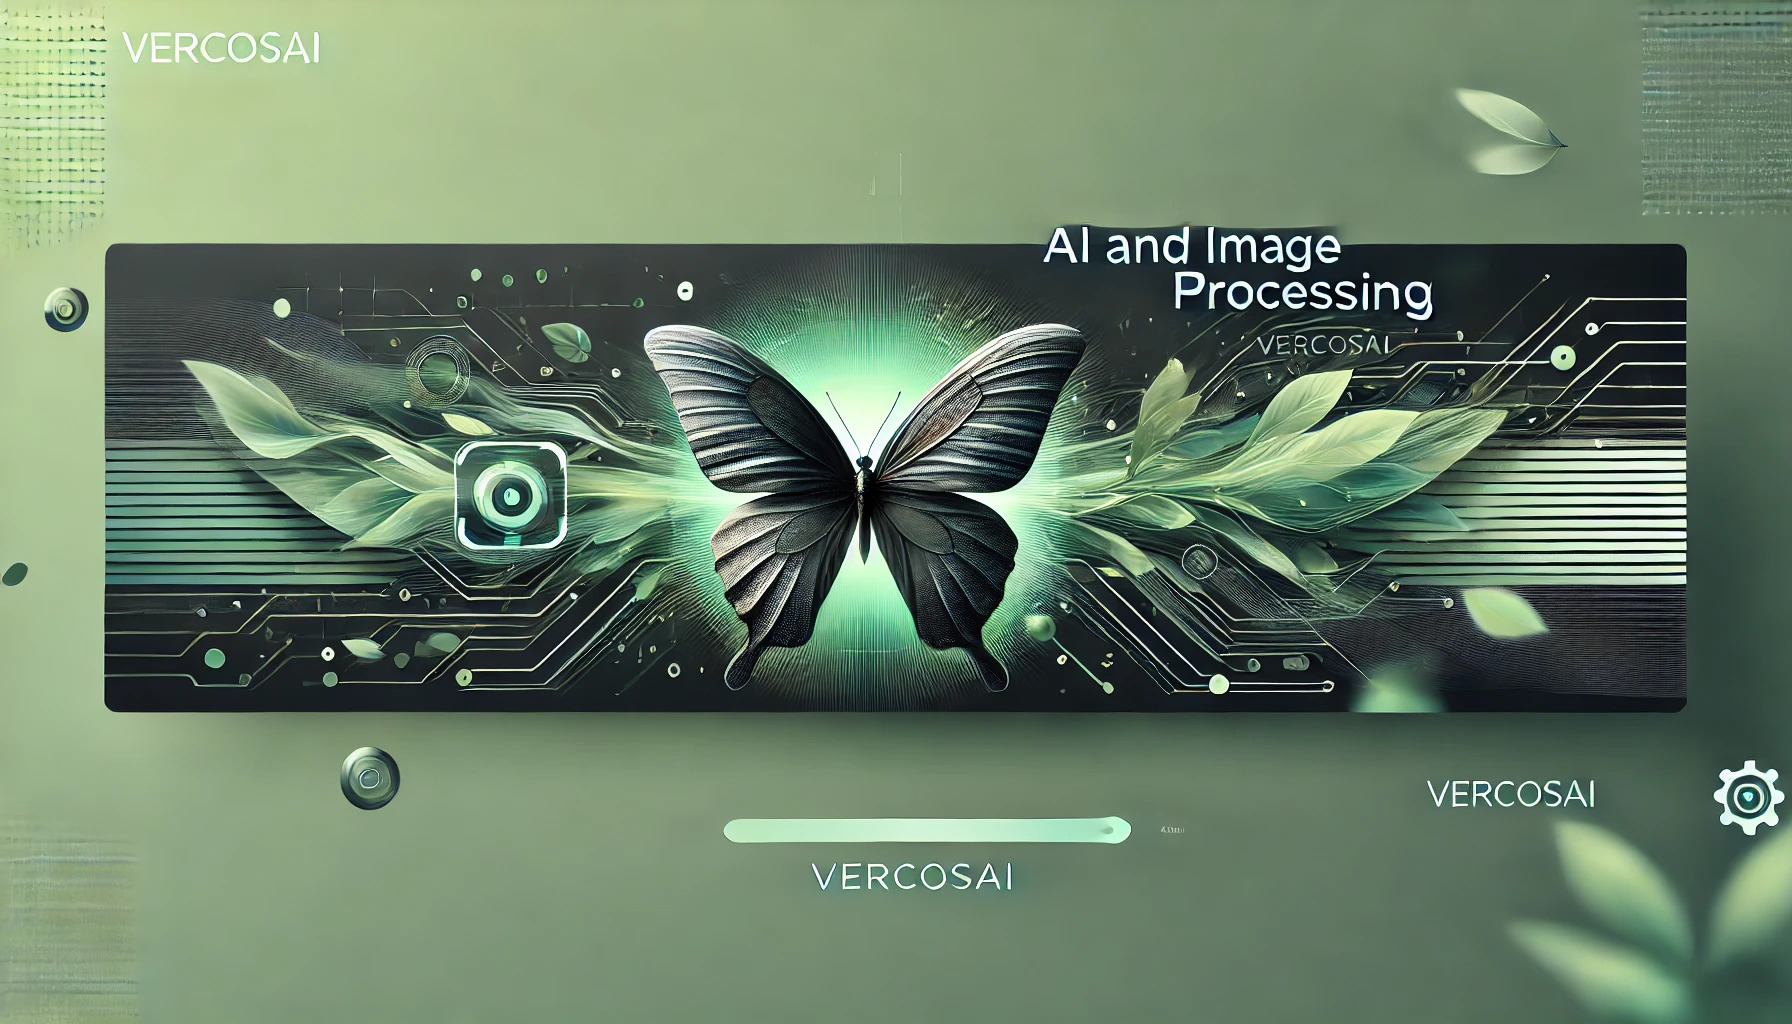 VERCOSAI
AI and Image
Processing
VERCOSAI
VERCOSAI
VERCOSAI